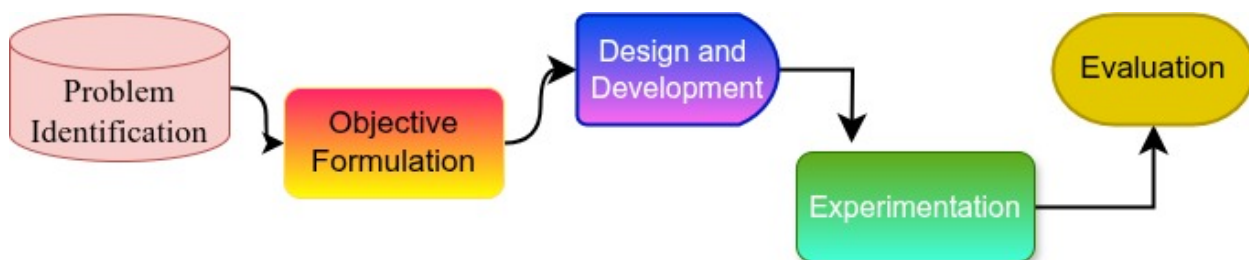 Problem
Identification
Objective
Formulation
Design and
Development
Experimentation
Evaluation